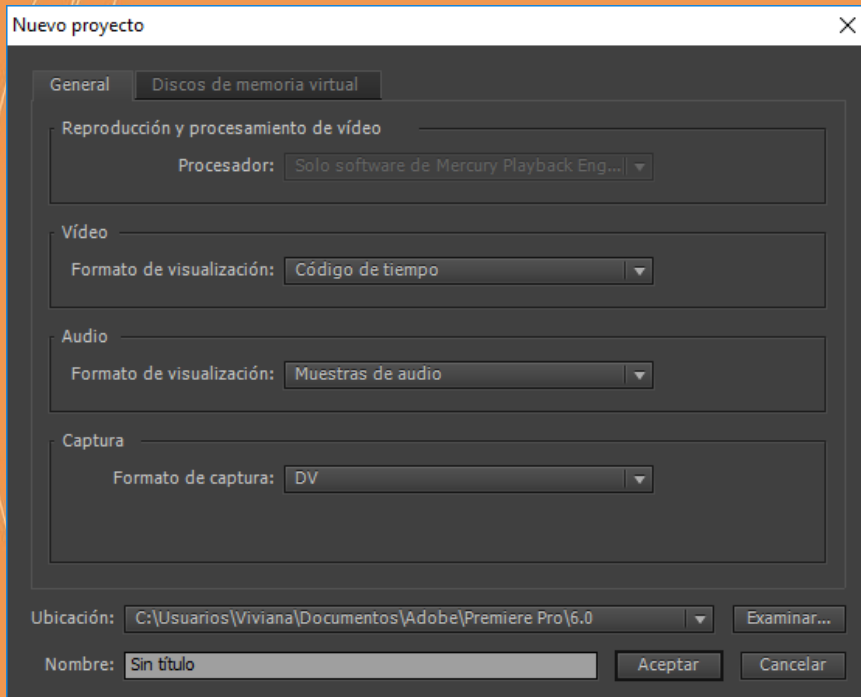 Nuevo proyecto
General Discos de memoria virtual
Reproducción y procesamiento de vídeo
Procesador: Solo software de Mercury Playback Eng...
Vídeo
Formato de visualización: Código de tiempo
Audio
Formato de visualización: Muestras de audio
Captura
Formato de captura: DV
Ubicación: C:\Usuarios\Viviana\Documentos\Adobe\Premiere Pro\6.0 Examinar...
Nombre: Sin título Aceptar Cancelar